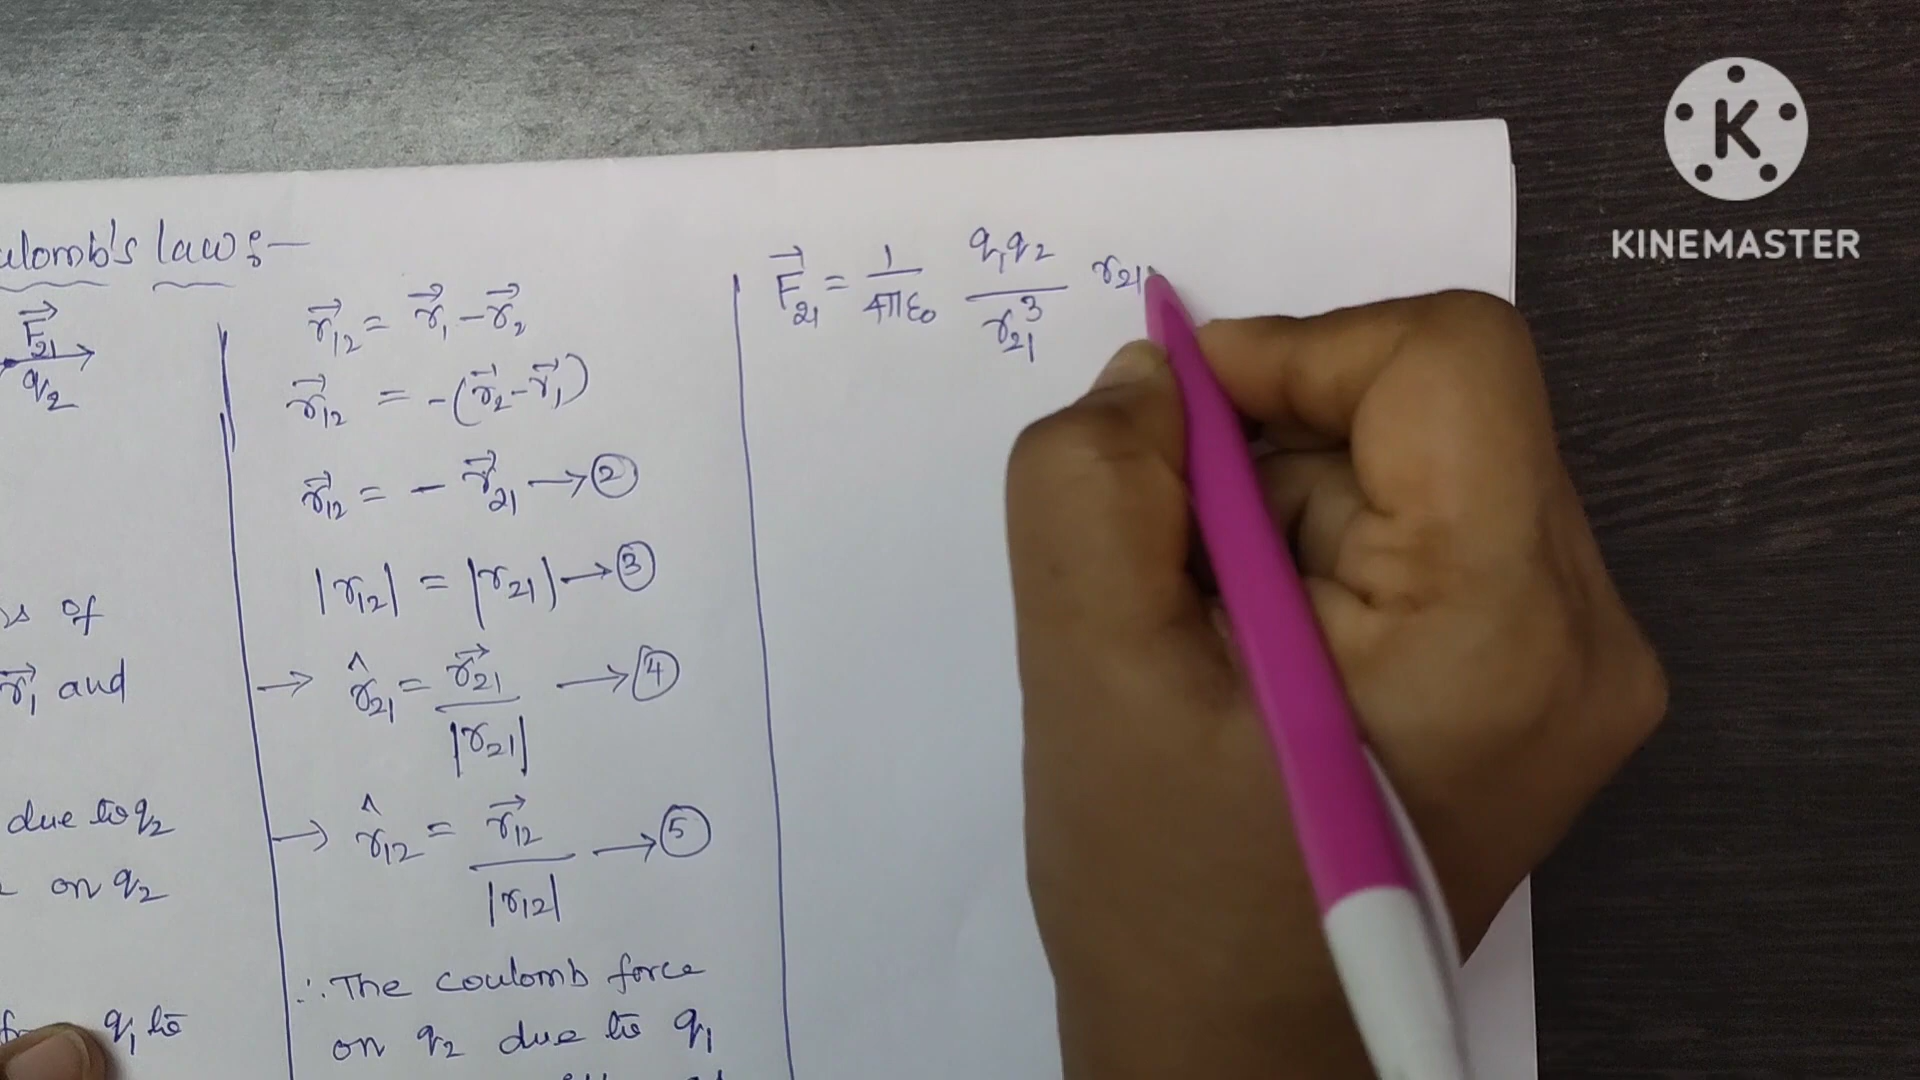 ulomb's law :-
F⃗₂₁
q₂
s of
r⃗₁ and
due to q₂
on q₂
q₁ to
r⃗₁₂ = r⃗₁ - r⃗₂
r⃗₁₂ = -(r⃗₂ - r⃗₁)
r⃗₁₂ = - r⃗₂₁ → ②
|r₁₂| = |r₂₁| → ③
→ r̂₂₁ = r⃗₂₁ / |r₂₁| → ④
→ r̂₁₂ = r⃗₁₂ / |r₁₂| → ⑤
∴ The coulomb force
on q₂ due to q₁
F⃗₂₁ = 1/4πε₀ q₁q₂/r₂₁³ r₂₁
K
KINEMASTER